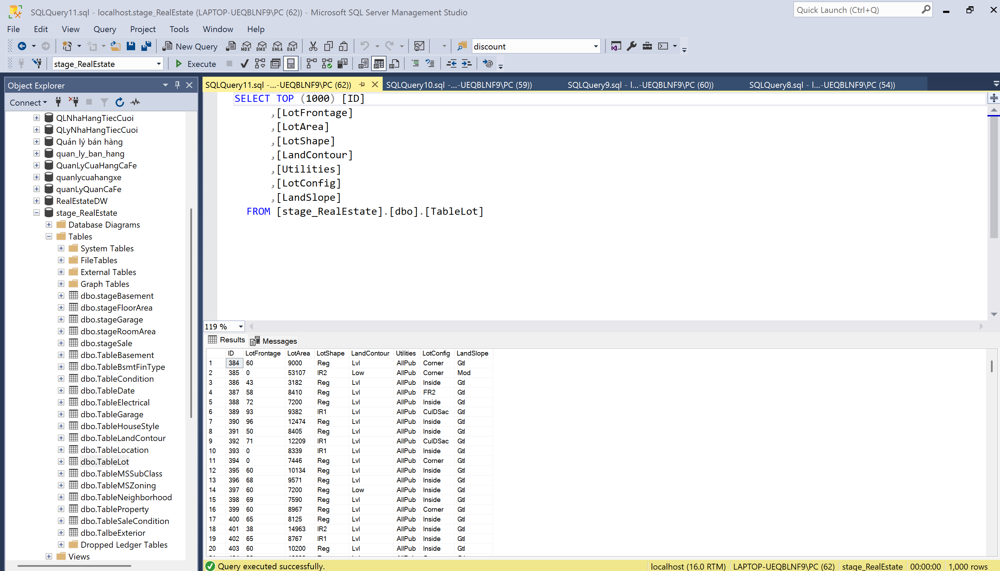 SQLQuery11.sql - localhost.stage_RealEstate (LAPTOP-UEQBLNF9\PC (62)) - Microsoft SQL Server Management Studio
Quick Launch (Ctrl+Q)
File Edit View Query Project Tools Window Help
New Query MDX DMX XMLA DAX discount
stage_RealEstate Execute
Object Explorer
Connect
QLNhaHangTiecCuoi
QLyNhaHangTiecCuoi
Quản lý bán hàng
quan_ly_ban_hang
QuanLyCuaHangCaFe
quanlycuahangxe
quanLyQuanCaFe
RealEstateDW
stage_RealEstate
Database Diagrams
Tables
System Tables
FileTables
External Tables
Graph Tables
dbo.stageBasement
dbo.stageFloorArea
dbo.stageGarage
dbo.stageRoomArea
dbo.stageSale
dbo.TableBasement
dbo.TableBsmtFinType
dbo.TableCondition
dbo.TableDate
dbo.TableElectrical
dbo.TableGarage
dbo.TableHouseStyle
dbo.TableLandContour
dbo.TableLocation
dbo.TableLot
dbo.TableMSSubClass
dbo.TableMSZoning
dbo.TableNeighborhood
dbo.TableProperty
dbo.TableSaleCondition
dbo.TalbeExterior
Dropped Ledger Tables
Views
SQLQuery11.sql -...-UEQBLNF9\PC (62)) SQLQuery10.sql -...-UEQBLNF9\PC (59)) SQLQuery9.sql - l...-UEQBLNF9\PC (60)) SQLQuery8.sql - l...-UEQBLNF9\PC (54))
SELECT TOP (1000) [ID]
,[LotFrontage]
,[LotArea]
,[LotShape]
,[LandContour]
,[Utilities]
,[LotConfig]
,[LandSlope]
FROM [stage_RealEstate].[dbo].[TableLot]
119 %
Results Messages
ID LotFrontage LotArea LotShape LandContour Utilities LotConfig LandSlope
1 384 60 9000 Reg Lvl AllPub Corner Gtl
2 385 0 53107 IR2 Low AllPub Corner Mod
3 386 43 3182 Reg Lvl AllPub Inside Gtl
4 387 58 8410 Reg Lvl AllPub FR2 Gtl
5 388 72 7200 Reg Lvl AllPub Inside Gtl
6 389 93 9382 IR1 Lvl AllPub CulDSac Gtl
7 390 96 12474 Reg Lvl AllPub Inside Gtl
8 391 50 8405 Reg Lvl AllPub Inside Gtl
9 392 71 12209 IR1 Lvl AllPub CulDSac Gtl
10 393 0 8339 IR1 Lvl AllPub Inside Gtl
11 394 0 7446 Reg Lvl AllPub Corner Gtl
12 395 60 10134 Reg Lvl AllPub Inside Gtl
13 396 68 9571 Reg Lvl AllPub Inside Gtl
14 397 60 7200 Reg Low AllPub Inside Gtl
15 398 69 7590 Reg Lvl AllPub Inside Gtl
16 399 60 8967 Reg Lvl AllPub Corner Gtl
17 400 65 8125 Reg Lvl AllPub Inside Gtl
18 401 38 14963 IR2 Lvl AllPub Inside Gtl
19 402 65 8767 IR1 Lvl AllPub Inside Gtl
20 403 60 10200 Reg Lvl AllPub Inside Gtl
Query executed successfully. localhost (16.0 RTM) LAPTOP-UEQBLNF9\PC (62) stage_RealEstate 00:00:00 1,000 rows